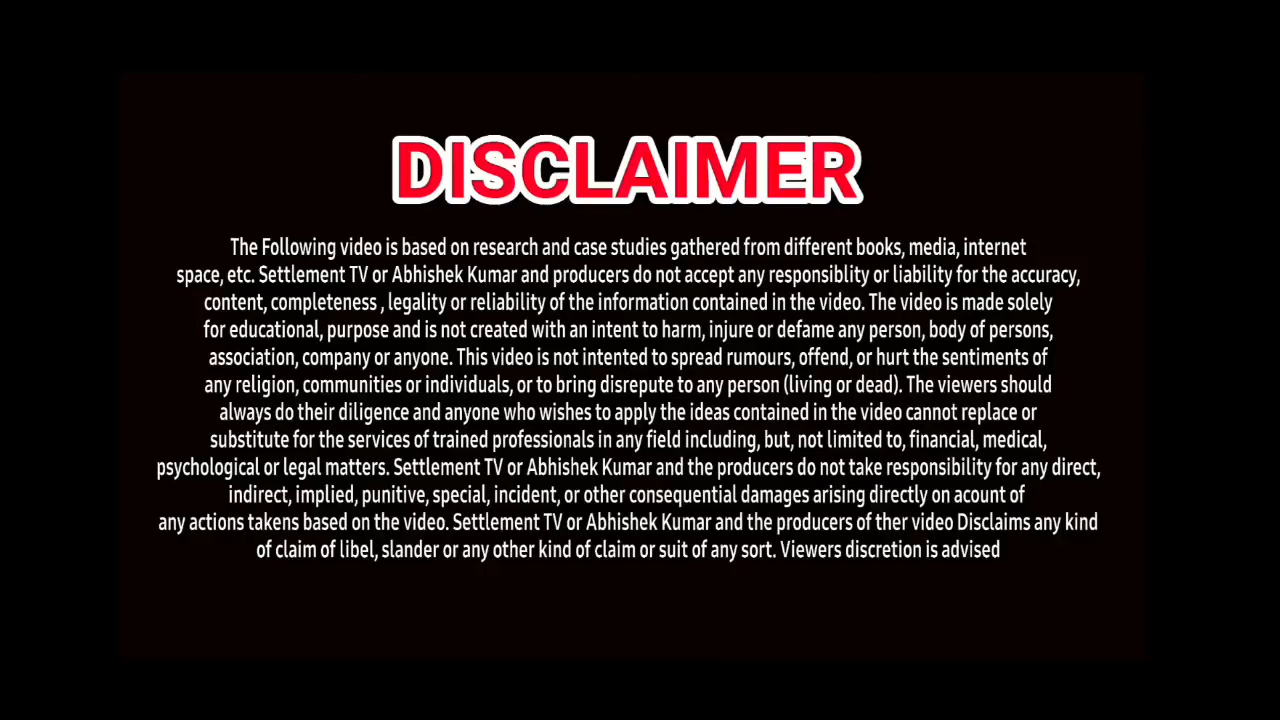 DISCLAIMER
The Following video is based on research and case studies gathered from different books, media, internet
space, etc. Settlement TV or Abhishek Kumar and producers do not accept any responsiblity or liability for the accuracy,
content, completeness , legality or reliability of the information contained in the video. The video is made solely
for educational, purpose and is not created with an intent to harm, injure or defame any person, body of persons,
association, company or anyone. This video is not intented to spread rumours, offend, or hurt the sentiments of
any religion, communities or individuals, or to bring disrepute to any person (living or dead). The viewers should
always do their diligence and anyone who wishes to apply the ideas contained in the video cannot replace or
substitute for the services of trained professionals in any field including, but, not limited to, financial, medical,
psychological or legal matters. Settlement TV or Abhishek Kumar and the producers do not take responsibility for any direct,
indirect, implied, punitive, special, incident, or other consequential damages arising directly on acount of
any actions takens based on the video. Settlement TV or Abhishek Kumar and the producers of ther video Disclaims any kind
of claim of libel, slander or any other kind of claim or suit of any sort. Viewers discretion is advised